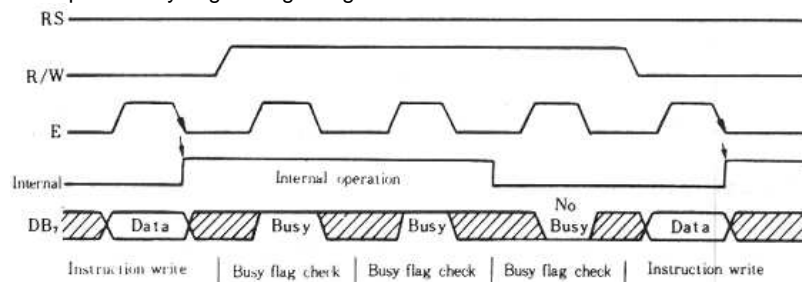 RS
R/W
E
Internal Internal operation
No
DB₇ Data Busy Busy Busy Data
Instruction write Busy flag check Busy flag check Busy flag check Instruction write